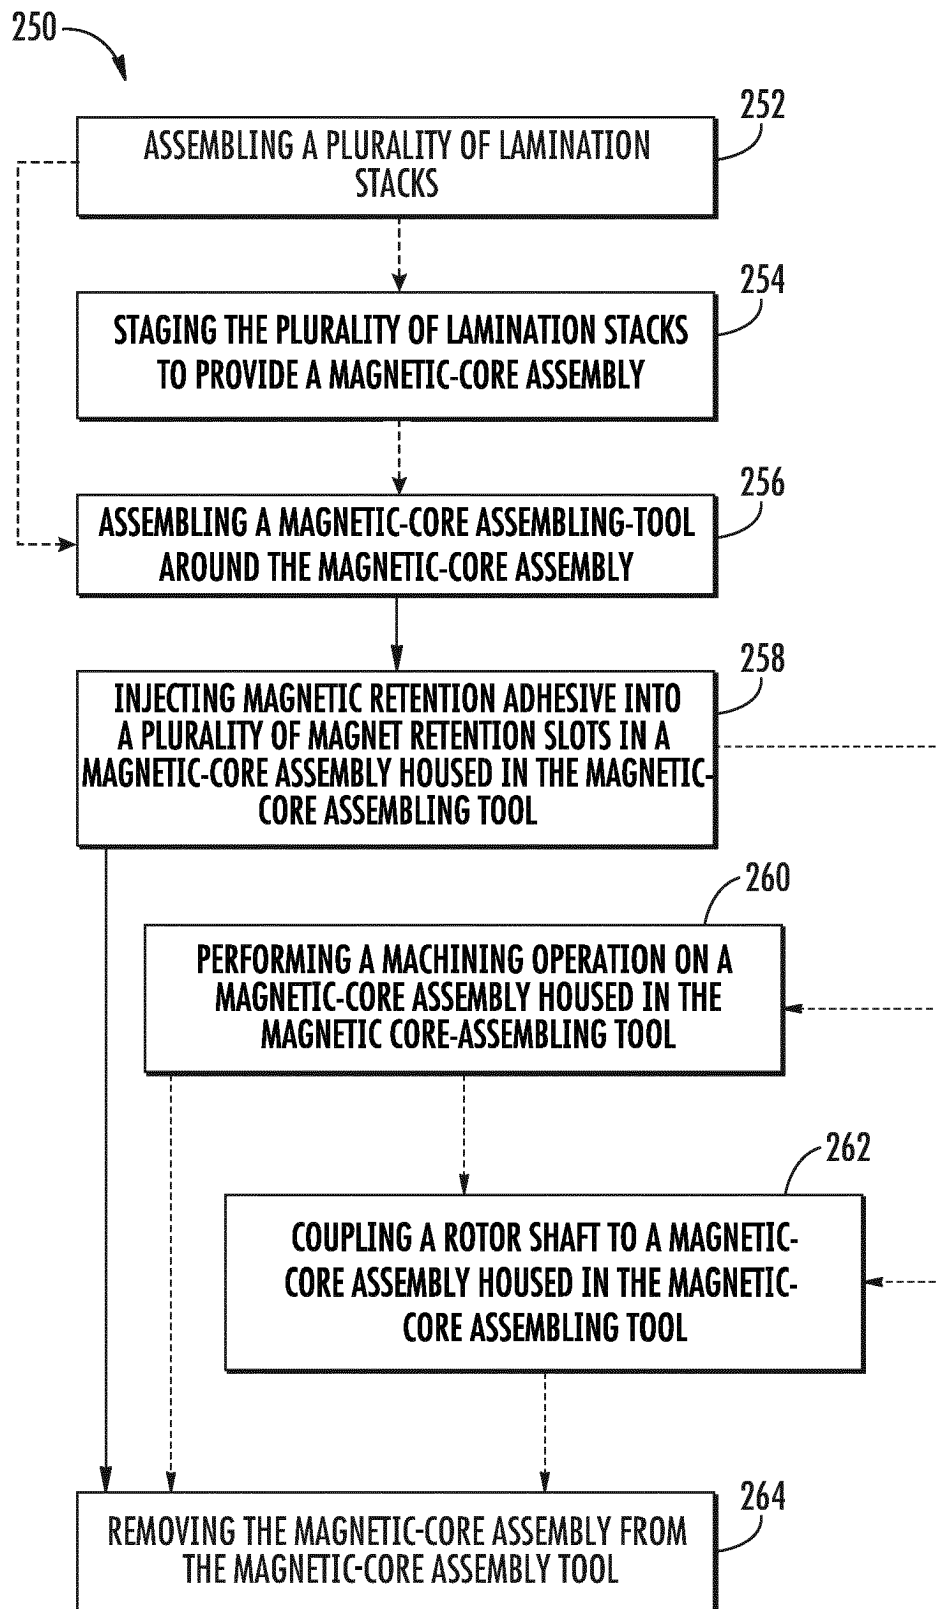 250
252
ASSEMBLING A PLURALITY OF LAMINATION
STACKS
254
STAGING THE PLURALITY OF LAMINATION STACKS
TO PROVIDE A MAGNETIC-CORE ASSEMBLY
256
ASSEMBLING A MAGNETIC-CORE ASSEMBLING-TOOL
AROUND THE MAGNETIC-CORE ASSEMBLY
258
INJECTING MAGNETIC RETENTION ADHESIVE INTO
A PLURALITY OF MAGNET RETENTION SLOTS IN A
MAGNETIC-CORE ASSEMBLY HOUSED IN THE MAGNETIC-
CORE ASSEMBLING TOOL
260
PERFORMING A MACHINING OPERATION ON A
MAGNETIC-CORE ASSEMBLY HOUSED IN THE
MAGNETIC CORE-ASSEMBLING TOOL
262
COUPLING A ROTOR SHAFT TO A MAGNETIC-
CORE ASSEMBLY HOUSED IN THE MAGNETIC-
CORE ASSEMBLING TOOL
264
REMOVING THE MAGNETIC-CORE ASSEMBLY FROM
THE MAGNETIC-CORE ASSEMBLY TOOL